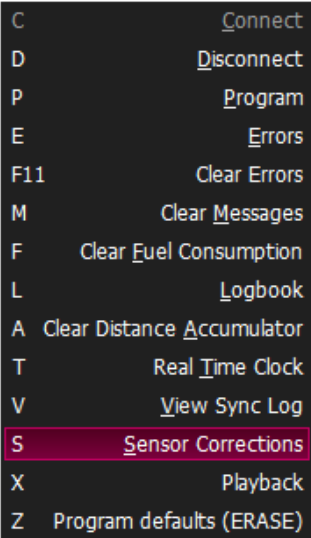 C Connect
D Disconnect
P Program
E Errors
F11 Clear Errors
M Clear Messages
F Clear Fuel Consumption
L Logbook
A Clear Distance Accumulator
T Real Time Clock
V View Sync Log
S Sensor Corrections
X Playback
Z Program defaults (ERASE)